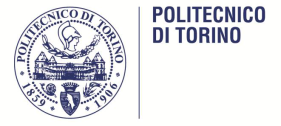 POLITECNICO
DI TORINO
POLITECNICO DI TORINO
1859
1906